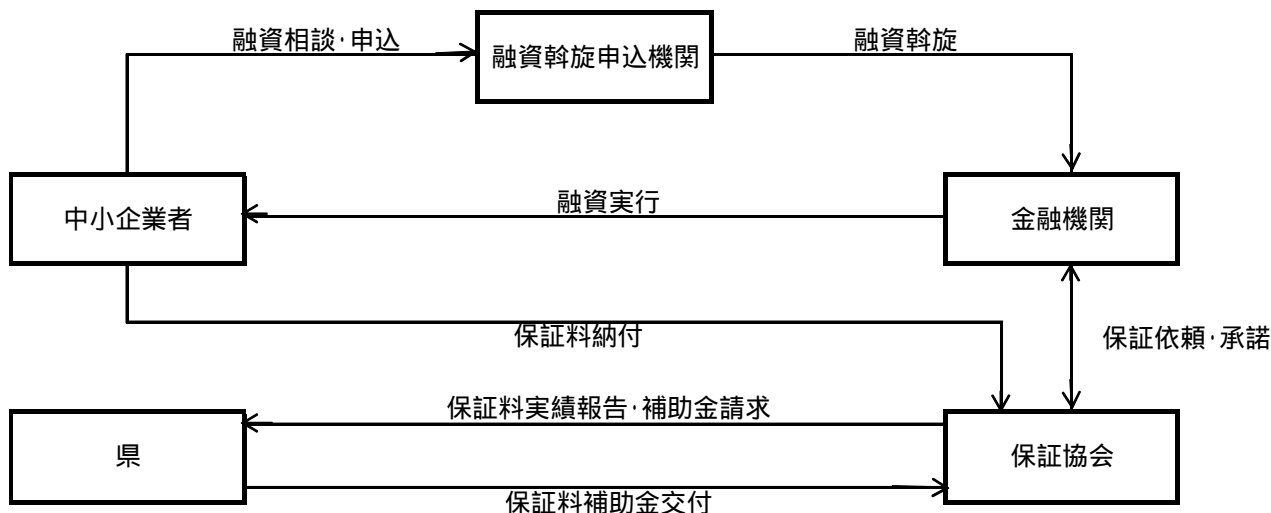 融資相談・申込
融資斡旋申込機関
融資斡旋
中小企業者
融資実行
金融機関
保証料納付
保証依頼・承諾
保証料実績報告・補助金請求
県
保証協会
保証料補助金交付